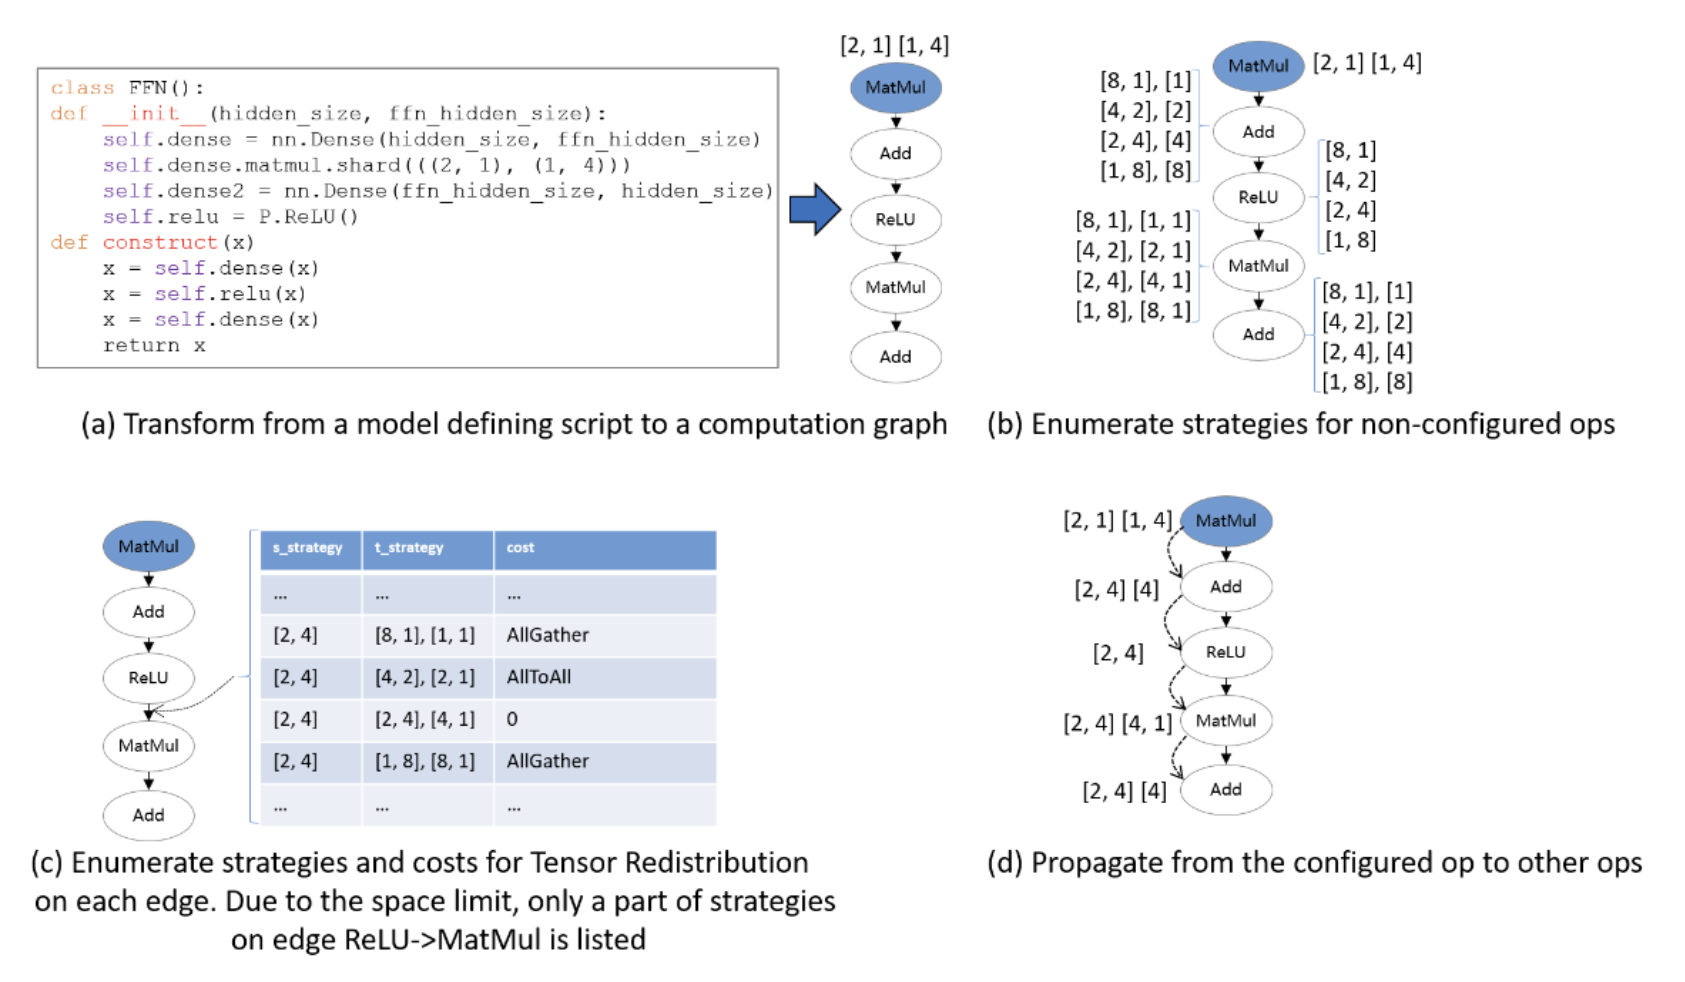 class FFN():
def __init__(hidden_size, ffn_hidden_size):
self.dense = nn.Dense(hidden_size, ffn_hidden_size)
self.dense.matmul.shard(((2, 1), (1, 4)))
self.dense2 = nn.Dense(ffn_hidden_size, hidden_size)
self.relu = P.ReLU()
def construct(x)
x = self.dense(x)
x = self.relu(x)
x = self.dense(x)
return x
[2, 1] [1, 4]
MatMul
Add
ReLU
MatMul
Add
(a) Transform from a model defining script to a computation graph
MatMul
[2, 1] [1, 4]
[8, 1], [1]
[4, 2], [2]
[2, 4], [4]
[1, 8], [8]
Add
ReLU
[8, 1]
[4, 2]
[2, 4]
[1, 8]
[8, 1], [1, 1]
[4, 2], [2, 1]
[2, 4], [4, 1]
[1, 8], [8, 1]
MatMul
Add
[8, 1], [1]
[4, 2], [2]
[2, 4], [4]
[1, 8], [8]
(b) Enumerate strategies for non-configured ops
MatMul
Add
ReLU
MatMul
Add
s_strategy t_strategy cost
... ... ...
[2, 4] [8, 1], [1, 1] AllGather
[2, 4] [4, 2], [2, 1] AllToAll
[2, 4] [2, 4], [4, 1] 0
[2, 4] [1, 8], [8, 1] AllGather
... ... ...
(c) Enumerate strategies and costs for Tensor Redistribution
on each edge. Due to the space limit, only a part of strategies
on edge ReLU->MatMul is listed
[2, 1] [1, 4] MatMul
[2, 4] [4] Add
[2, 4] ReLU
[2, 4] [4, 1] MatMul
[2, 4] [4] Add
(d) Propagate from the configured op to other ops